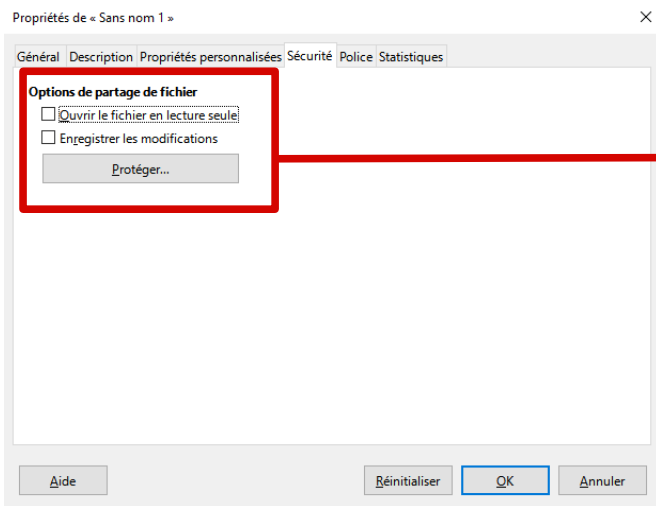 Propriétés de « Sans nom 1 »
Général Description Propriétés personnalisées Sécurité Police Statistiques
Options de partage de fichier
Ouvrir le fichier en lecture seule
Enregistrer les modifications
Protéger...
Aide Réinitialiser OK Annuler